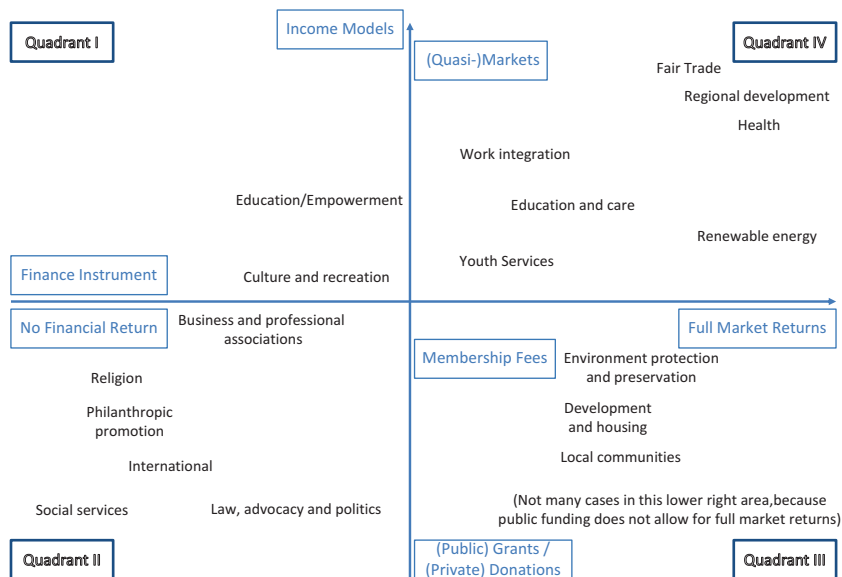 Quadrant I
Income Models
(Quasi-)Markets
Quadrant IV
Fair Trade
Regional development
Health
Work integration
Education/Empowerment
Education and care
Renewable energy
Youth Services
Finance Instrument
Culture and recreation
No Financial Return
Business and professional
associations
Full Market Returns
Membership Fees
Environment protection
and preservation
Religion
Philanthropic
promotion
Development
and housing
Local communities
International
Social services
Law, advocacy and politics
(Not many cases in this lower right area,because
public funding does not allow for full market returns)
Quadrant II
(Public) Grants /
(Private) Donations
Quadrant III